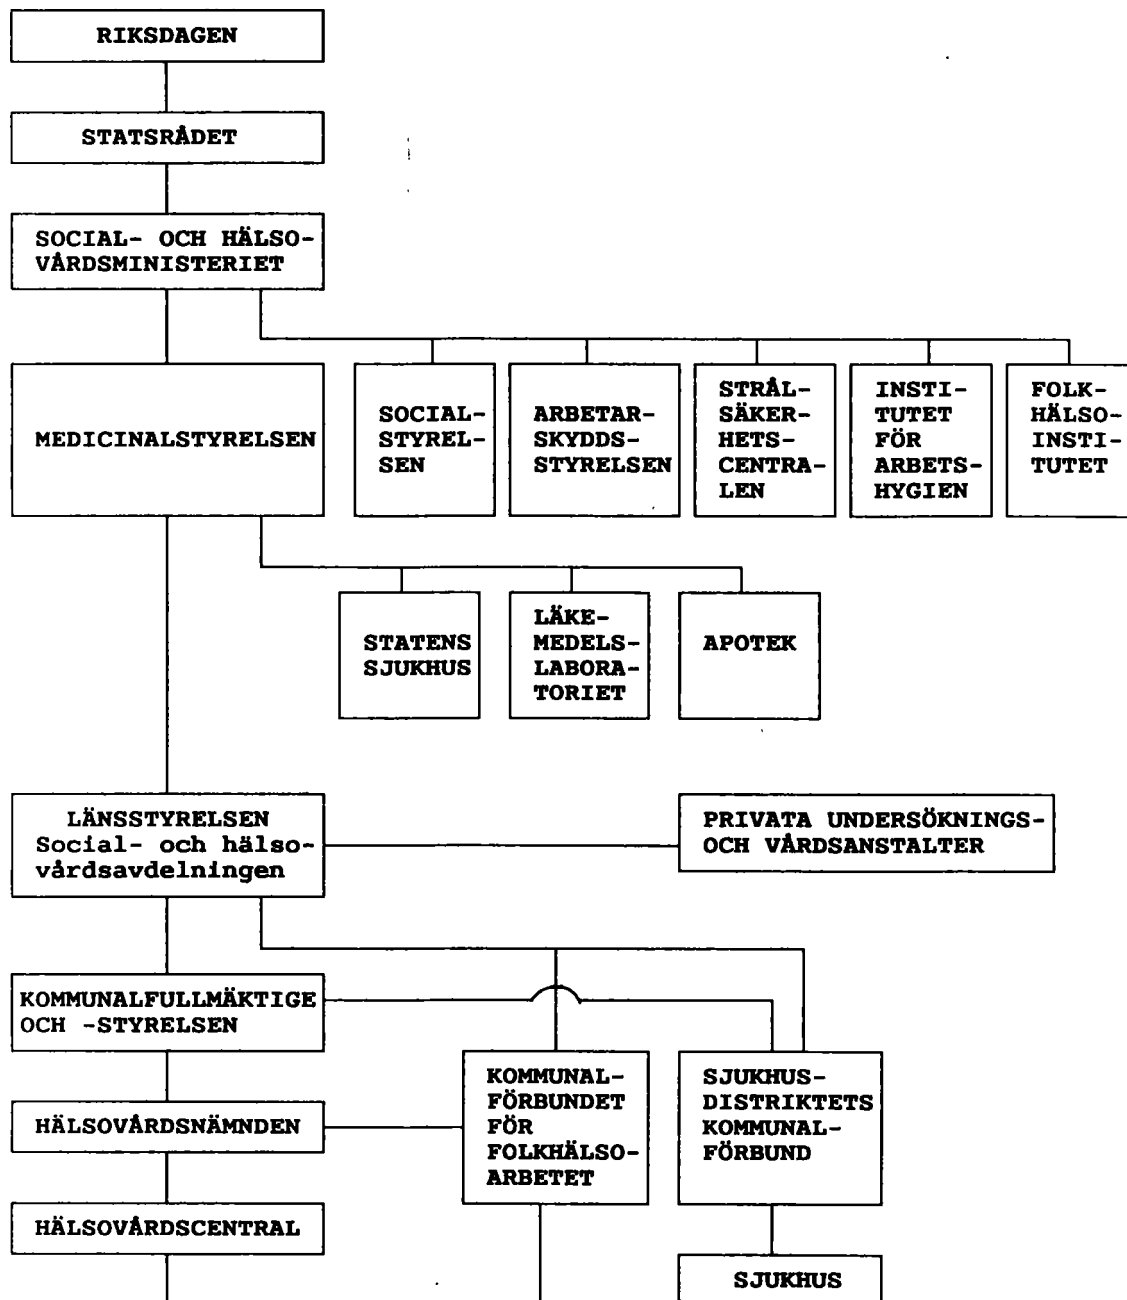 RIKSDAGEN
STATSRÅDET
SOCIAL- OCH HÄLSO-
VÅRDSMINISTERIET
MEDICINALSTYRELSEN
SOCIAL-
STYREL-
SEN
ARBETAR-
SKYDDS-
STYRELSEN
STRÅL-
SÄKER-
HETS-
CENTRA-
LEN
INSTI-
TUTET
FÖR
ARBETS-
HYGIEN
FOLK-
HÄLSO-
INSTI-
TUTET
STATENS
SJUKHUS
LÄKE-
MEDELS-
LABORA-
TORIET
APOTEK
LÄNSSTYRELSEN
Social- och hälso-
vårdsavdelningen
PRIVATA UNDERSÖKNINGS-
OCH VÅRDSANSTALTER
KOMMUNALFULLMÄKTIGE
OCH -STYRELSEN
KOMMUNAL-
FÖRBUNDET
FÖR
FOLKHÄLSO-
ARBETET
SJUKHUS-
DISTRIKTETS
KOMMUNAL-
FÖRBUND
HÄLSOVÅRDSNÄMNDEN
HÄLSOVÅRDSCENTRAL
SJUKHUS